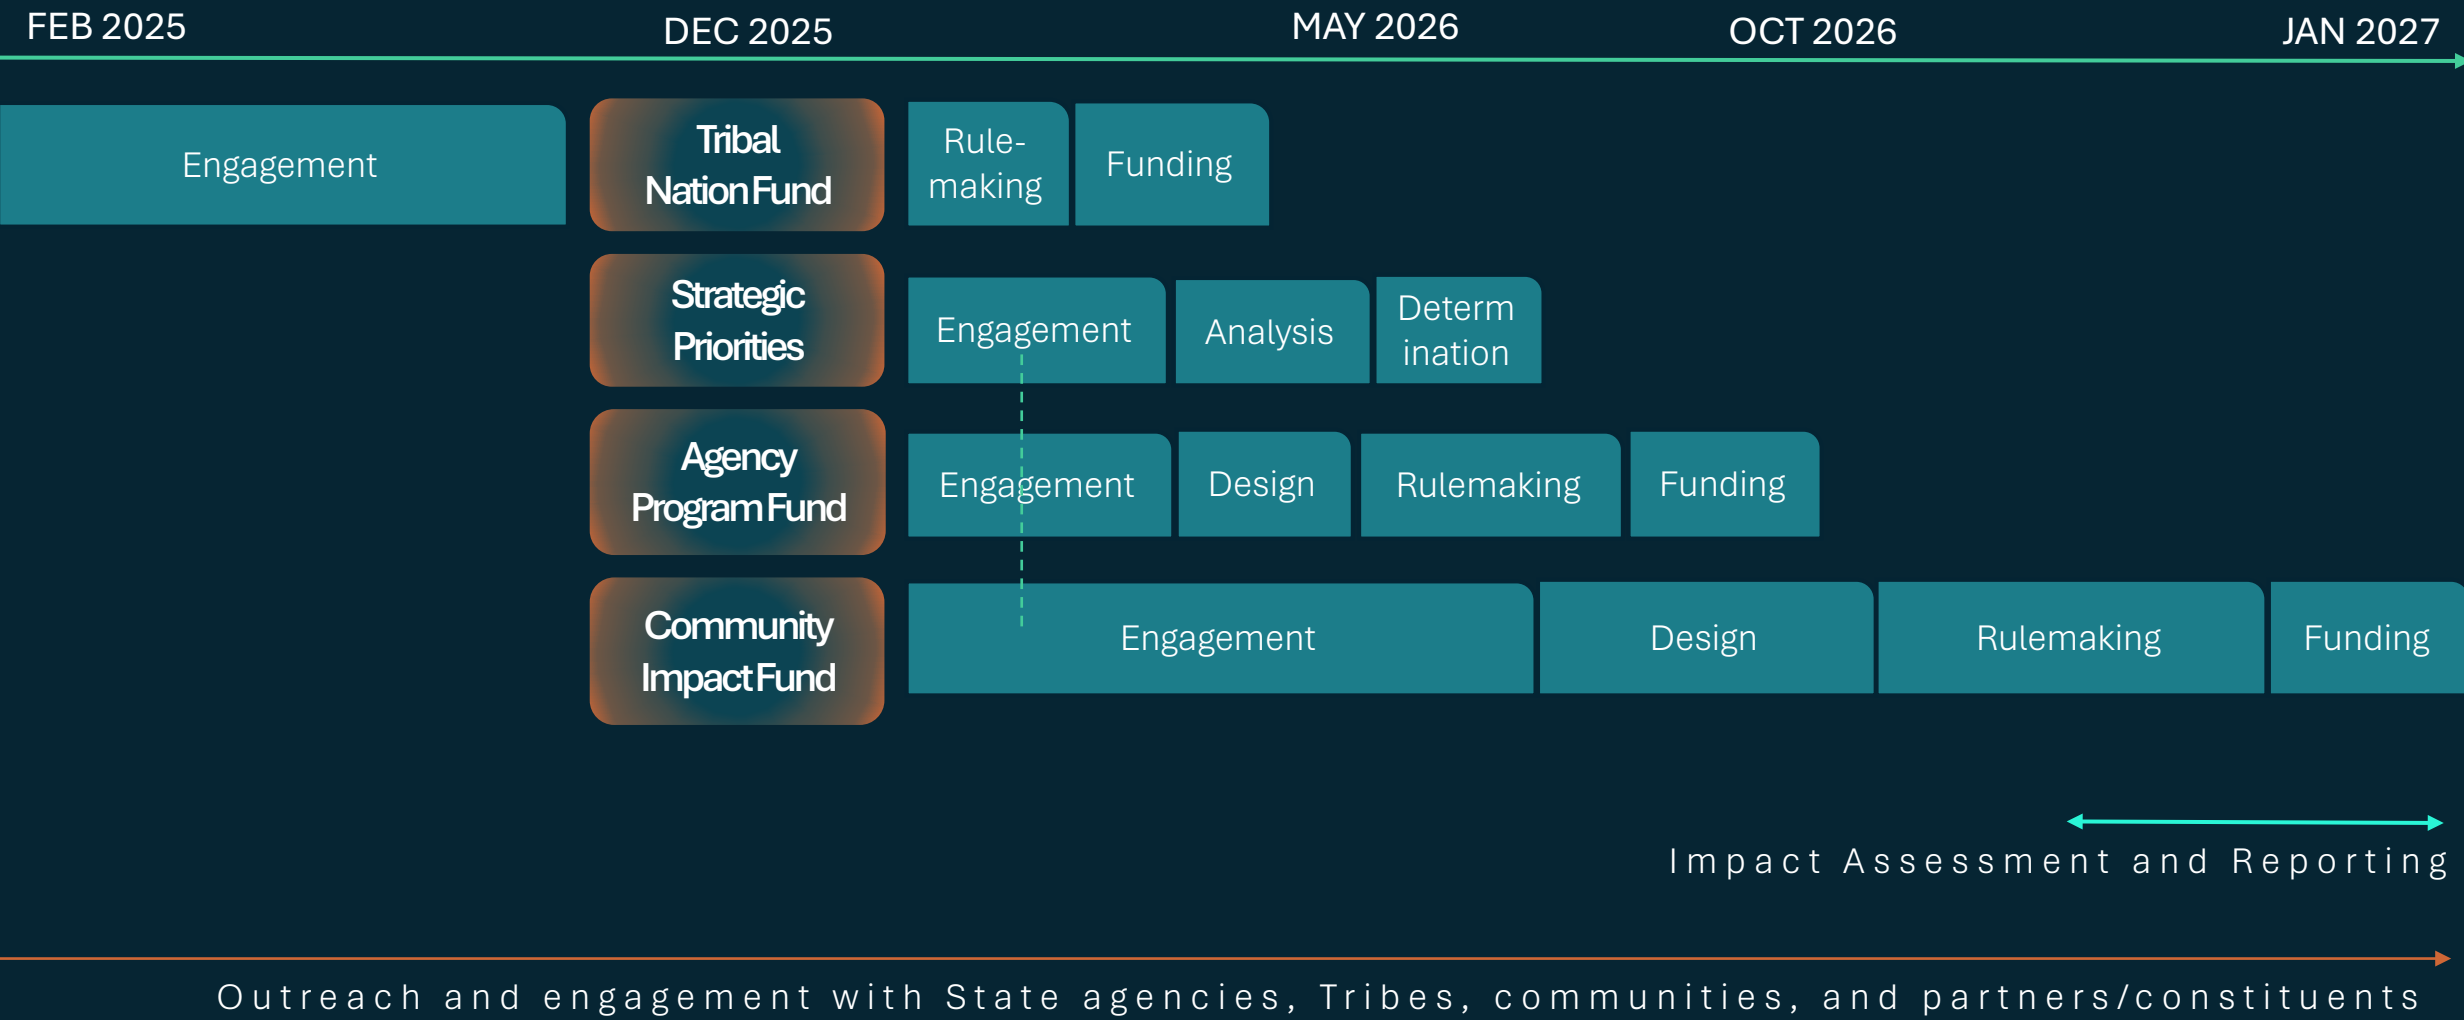 FEB 2025
DEC 2025
MAY 2026
OCT 2026
JAN 2027
Engagement
Tribal
Nation Fund
Rule-
making
Funding
Strategic
Priorities
Engagement
Analysis
Determ
ination
Agency
Program Fund
Engagement
Design
Rulemaking
Funding
Community
Impact Fund
Engagement
Design
Rulemaking
Funding
Impact Assessment and Reporting
Outreach and engagement with State agencies, Tribes, communities, and partners/constituents